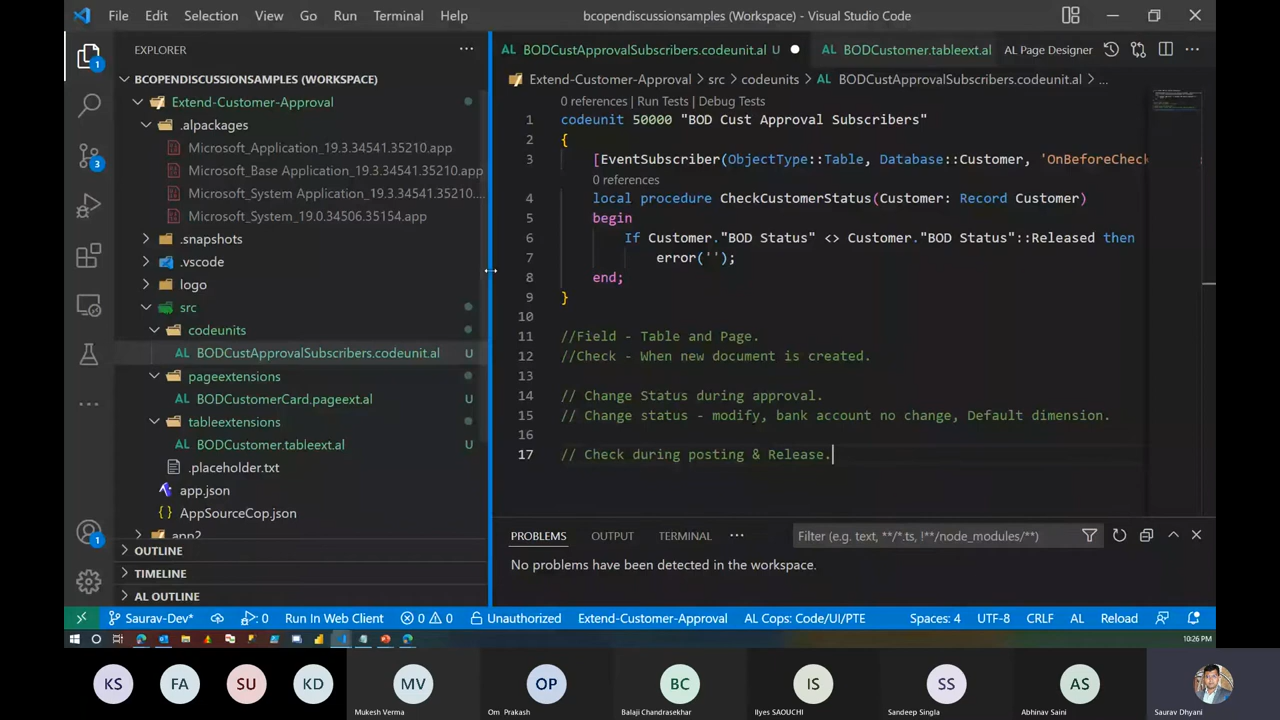 File Edit Selection View Go Run Terminal Help
bcopendiscussionsamples (Workspace) - Visual Studio Code
EXPLORER
BCOPENDISCUSSIONSAMPLES (WORKSPACE)
Extend-Customer-Approval
.alpackages
Microsoft_Application_19.3.34541.35210.app
Microsoft_Base Application_19.3.34541.35210.app
Microsoft_System Application_19.3.34541.35210....
Microsoft_System_19.0.34506.35154.app
.snapshots
.vscode
logo
src
codeunits
AL BODCustApprovalSubscribers.codeunit.al U
pageextensions
AL BODCustomerCard.pageext.al U
tableextensions
AL BODCustomer.tableext.al U
.placeholder.txt
app.json
{} AppSourceCop.json
app2
OUTLINE
TIMELINE
AL OUTLINE
1
3
1
AL BODCustApprovalSubscribers.codeunit.al U
AL BODCustomer.tableext.al
AL Page Designer
Extend-Customer-Approval > src > codeunits > AL BODCustApprovalSubscribers.codeunit.al > ...
0 references | Run Tests | Debug Tests
1 codeunit 50000 "BOD Cust Approval Subscribers"
2 {
3 [EventSubscriber(ObjectType::Table, Database::Customer, 'OnBeforeCheck
0 references
4 local procedure CheckCustomerStatus(Customer: Record Customer)
5 begin
6 If Customer."BOD Status" <> Customer."BOD Status"::Released then
7 error('');
8 end;
9 }
10
11 //Field - Table and Page.
12 //Check - When new document is created.
13
14 // Change Status during approval.
15 // Change status - modify, bank account no change, Default dimension.
16
17 // Check during posting & Release.
PROBLEMS OUTPUT TERMINAL ...
Filter (e.g. text, **/*.ts, !**/node_modules/**)
No problems have been detected in the workspace.
Saurav-Dev* 0 Run In Web Client 0 0 Unauthorized Extend-Customer-Approval AL Cops: Code/UI/PTE Spaces: 4 UTF-8 CRLF AL Reload
10:26 PM
KS FA SU KD MV OP BC IS SS AS
Mukesh Verma
Om Prakash
Balaji Chandrasekhar
Ilyes SAOUCHI
Sandeep Singla
Abhinav Saini
Saurav Dhyani